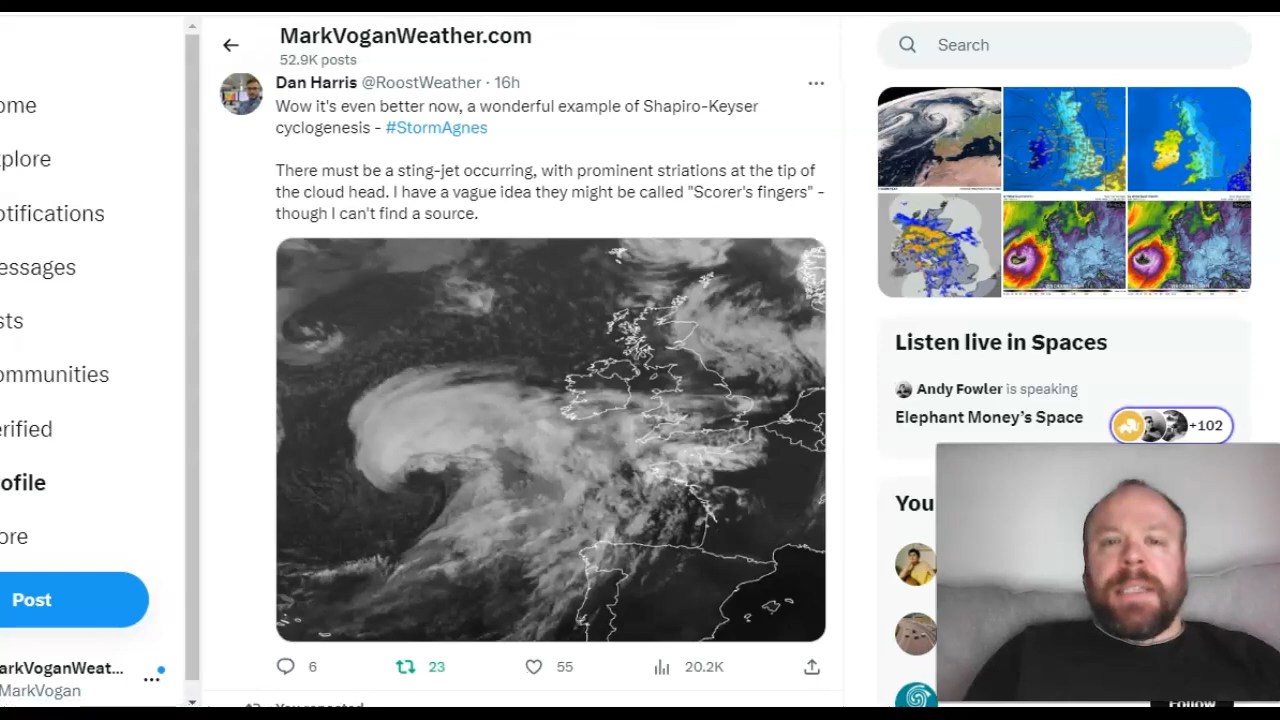 ome
xplore
otifications
essages
sts
ommunities
erified
ofile
ore
Post
arkVoganWeat...
MarkVogan
MarkVoganWeather.com
52.9K posts
Dan Harris @RoostWeather · 16h
Wow it's even better now, a wonderful example of Shapiro-Keyser
cyclogenesis - #StormAgnes
There must be a sting-jet occurring, with prominent striations at the tip of
the cloud head. I have a vague idea they might be called "Scorer's fingers" -
though I can't find a source.
6
23
55
20.2K
You reposted
Search
Listen live in Spaces
Andy Fowler is speaking
Elephant Money's Space
+102
You
Follow